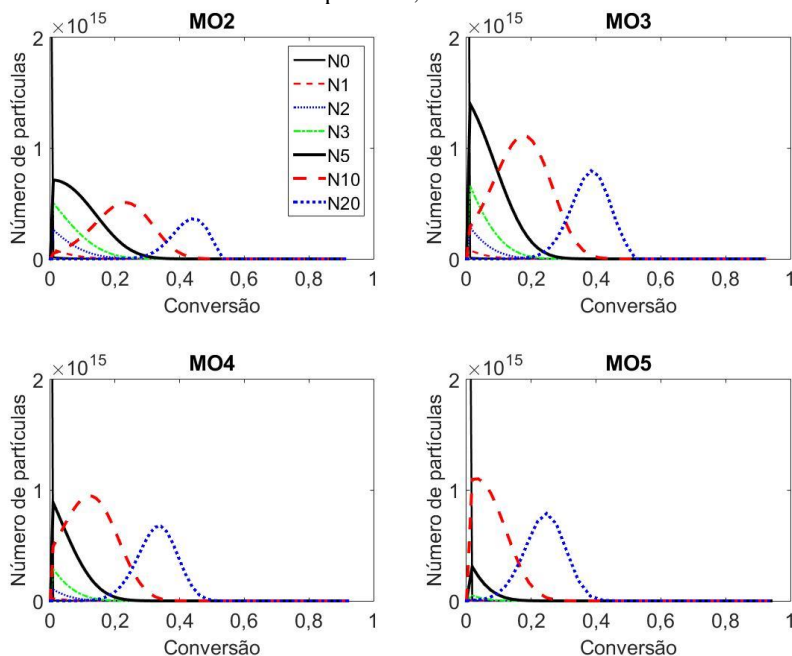 MO2
×10 15
2
1
0
Número de partículas
N0
N1
N2
N3
N5
N10
N20
0 0,2 0,4 0,6 0,8 1
Conversão
MO3
×10 15
2
1
0
Número de partículas
0 0,2 0,4 0,6 0,8 1
Conversão
MO4
×10 15
2
1
0
Número de partículas
0 0,2 0,4 0,6 0,8 1
Conversão
MO5
×10 15
2
1
0
Número de partículas
0 0,2 0,4 0,6 0,8 1
Conversão